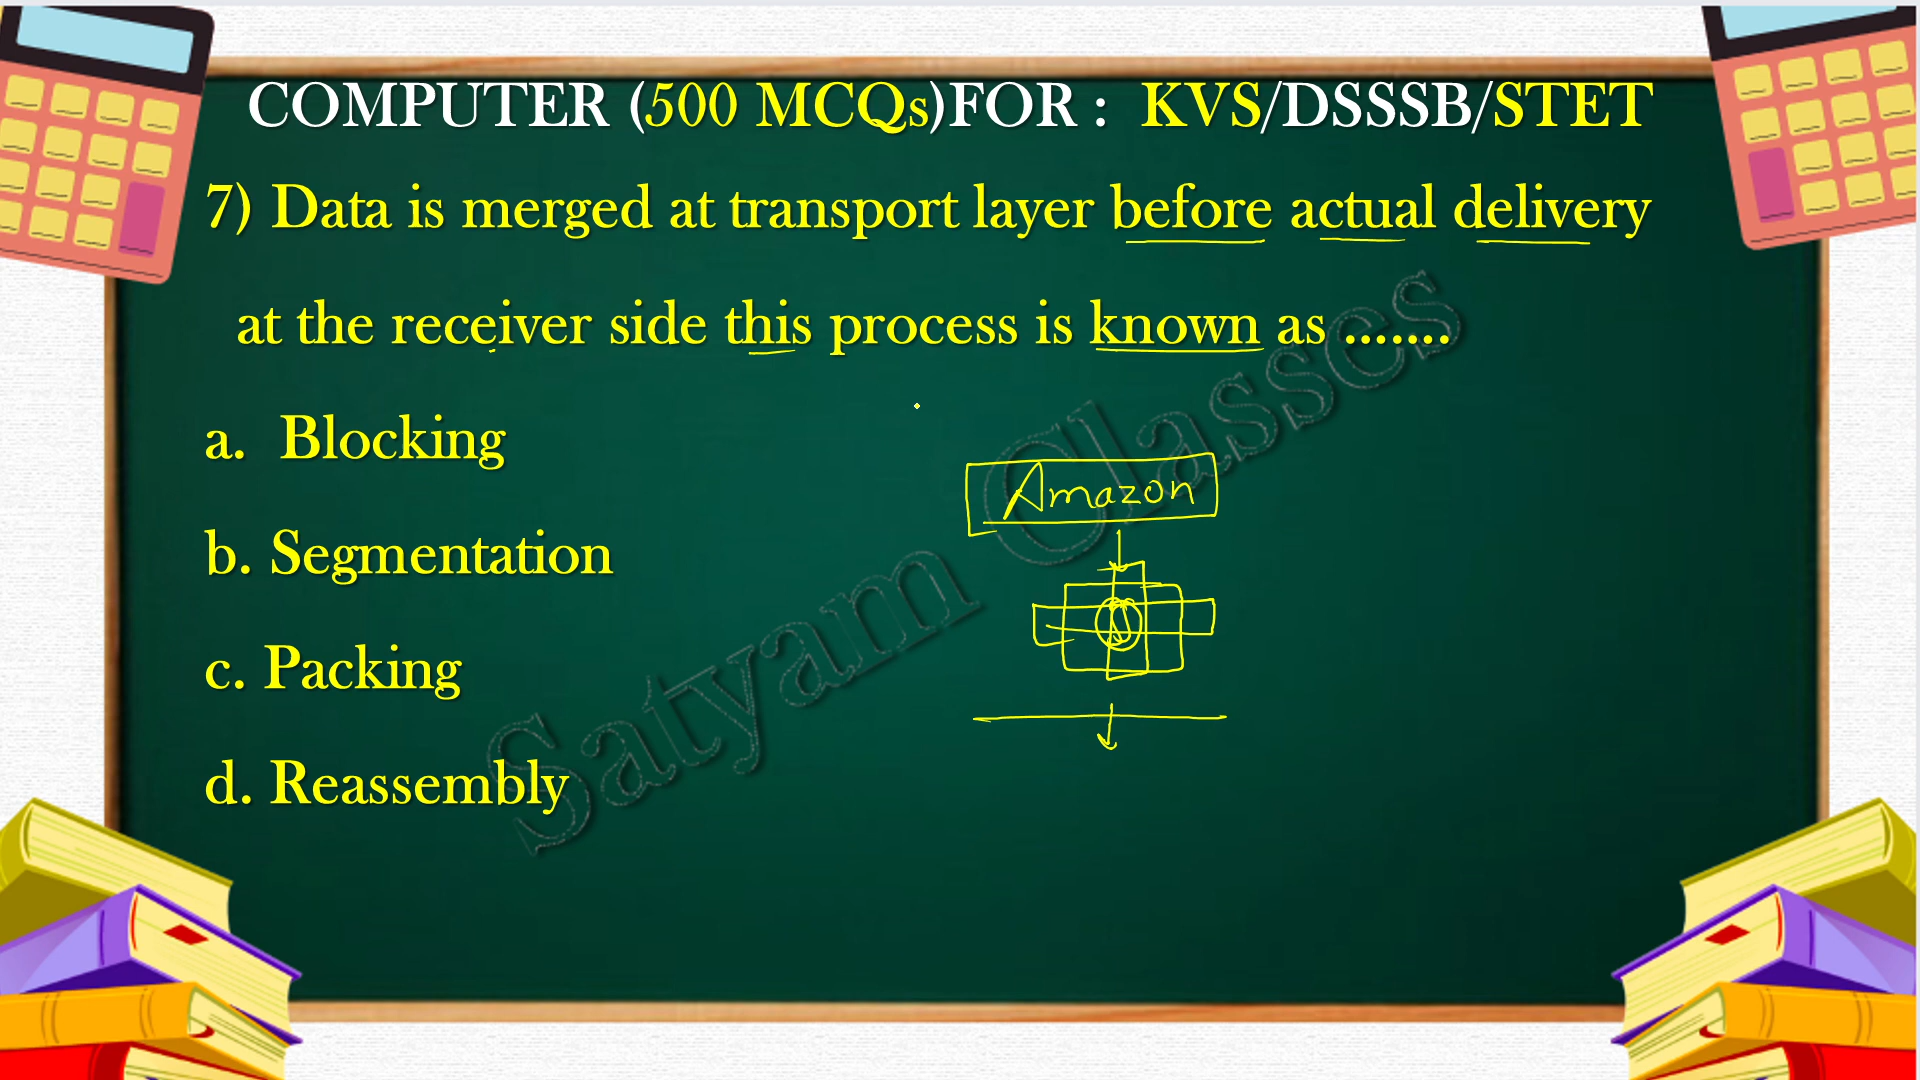 COMPUTER (500 MCQs)FOR : KVS/DSSSB/STET
7) Data is merged at transport layer before actual delivery
at the receiver side this process is known as .......
a. Blocking
b. Segmentation
c. Packing
d. Reassembly
Amazon
Satyam Classes